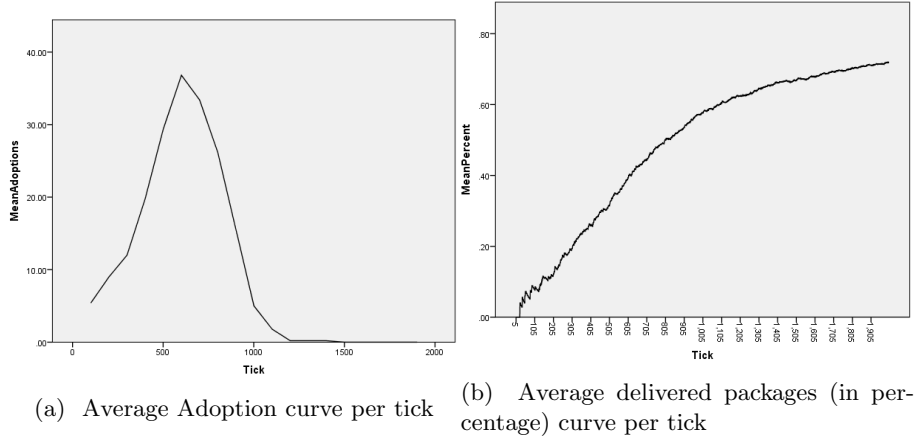 40.00
30.00
20.00
10.00
.00
MeanAdoptions
0 500 1000 1500 2000
Tick
(a) Average Adoption curve per tick
.80
.60
.40
.20
.00
MeanPercent
5 105 205 305 405 505 605 705 805 905 1,005 1,105 1,205 1,305 1,405 1,505 1,605 1,705 1,805 1,905
Tick
(b) Average delivered packages (in per-
centage) curve per tick